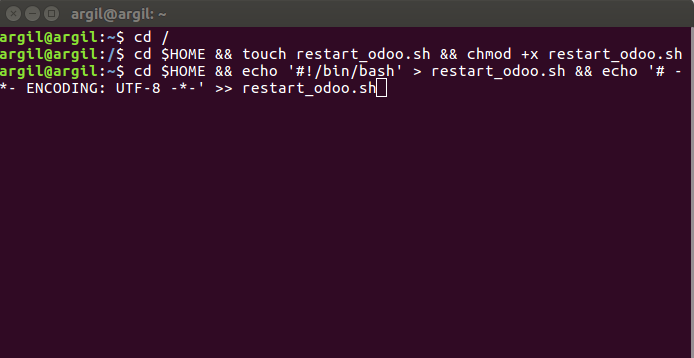 argil@argil: ~
argil@argil:~$ cd /
argil@argil:/$ cd $HOME && touch restart_odoo.sh && chmod +x restart_odoo.sh
argil@argil:~$ cd $HOME && echo '#!/bin/bash' > restart_odoo.sh && echo '# -
*- ENCODING: UTF-8 -*-' >> restart_odoo.sh